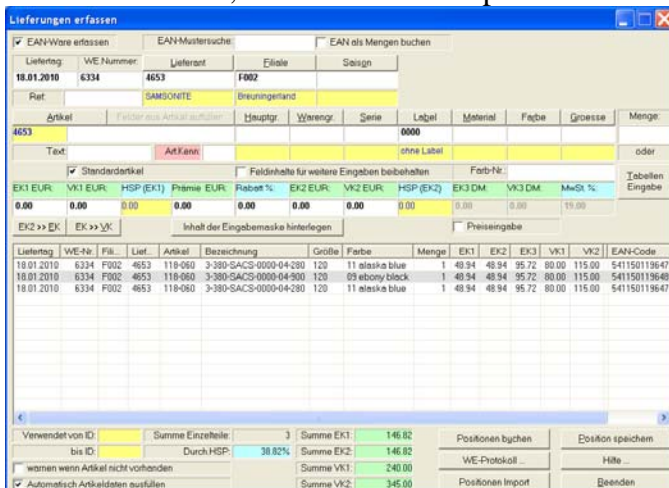 Lieferungen erfassen
EAN-Ware erfassen EAN-Mustersuche: EAN als Mengen buchen
Liefertag: WE Nummer: Lieferant Filiale Saison
18.01.2010 6334 4653 F002
Ref: SAMSONITE Breuningerland
Artikel Felder aus Artikel auffüllen Hauptgr. Warengr. Serie Label Material Farbe Groesse Menge:
4653 0000
Text: Art.Kenn: ohne Label oder
Standardartikel Feldinhalte für weitere Eingaben beibehalten Farb-Nr.: Tabellen Eingabe
EK1 EUR: VK1 EUR: HSP (EK1) Prämie EUR: Rabatt %: EK2 EUR: VK2 EUR: HSP (EK2) EK3 DM: VK3 DM: MwSt. %:
0.00 0.00 0.00 0.00 0.00 0.00 0.00 0.00 0.00 0.00 19.00
EK2 >> EK EK >> VK Inhalt der Eingabemaske hinterlegen Preiseingabe
Liefertag WE-Nr. Fili... Lief... Artikel Bezeichnung Größe Farbe Menge EK1 EK2 EK3 VK1 VK2 EAN-Code
18.01.2010 6334 F002 4653 118-060 3-380-SACS-0000-04-280 120 11 alaska blue 1 48.94 48.94 95.72 80.00 115.00 541150119647
18.01.2010 6334 F002 4653 118-060 3-380-SACS-0000-04-900 120 09 ebony black 1 48.94 48.94 95.72 80.00 115.00 541150119648
18.01.2010 6334 F002 4653 118-060 3-380-SACS-0000-04-280 120 11 alaska blue 1 48.94 48.94 95.72 80.00 115.00 541150119647
Verwendet von ID: Summe Einzelteile: 3 Summe EK1: 146.82 Positionen buchen Position speichern
bis ID: Durch.HSP: 38.82% Summe EK2: 146.82
warnen wenn Artikel nicht vorhanden Summe VK1: 240.00 WE-Protokoll ... Hilfe ...
Automatisch Artikeldaten ausfüllen Summe VK2: 345.00 Positionen Import Beenden